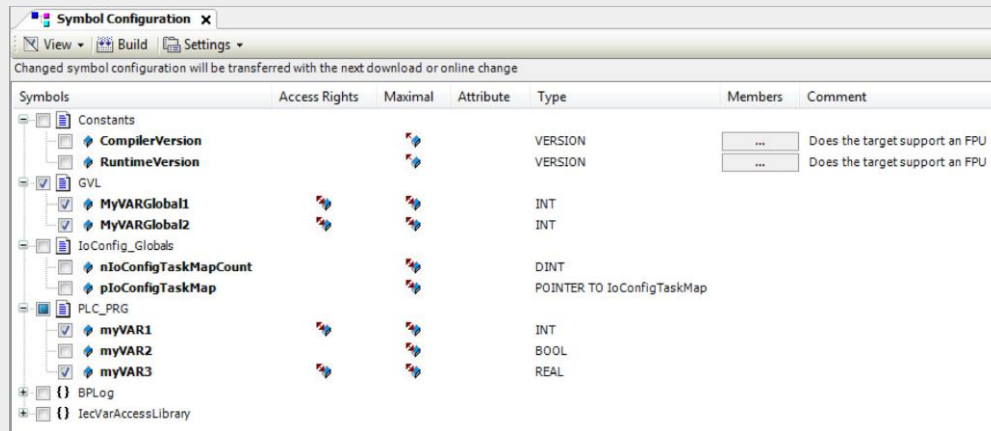 Symbol Configuration X
View Build Settings
Changed symbol configuration will be transferred with the next download or online change
Symbols Access Rights Maximal Attribute Type Members Comment
Constants
CompilerVersion VERSION ... Does the target support an FPU
RuntimeVersion VERSION ... Does the target support an FPU
GVL
MyVARGlobal1 INT
MyVARGlobal2 INT
IoConfig_Globals
nIoConfigTaskMapCount DINT
pIoConfigTaskMap POINTER TO IoConfigTaskMap
PLC_PRG
myVAR1 INT
myVAR2 BOOL
myVAR3 REAL
{} BPLog
{} IecVarAccessLibrary